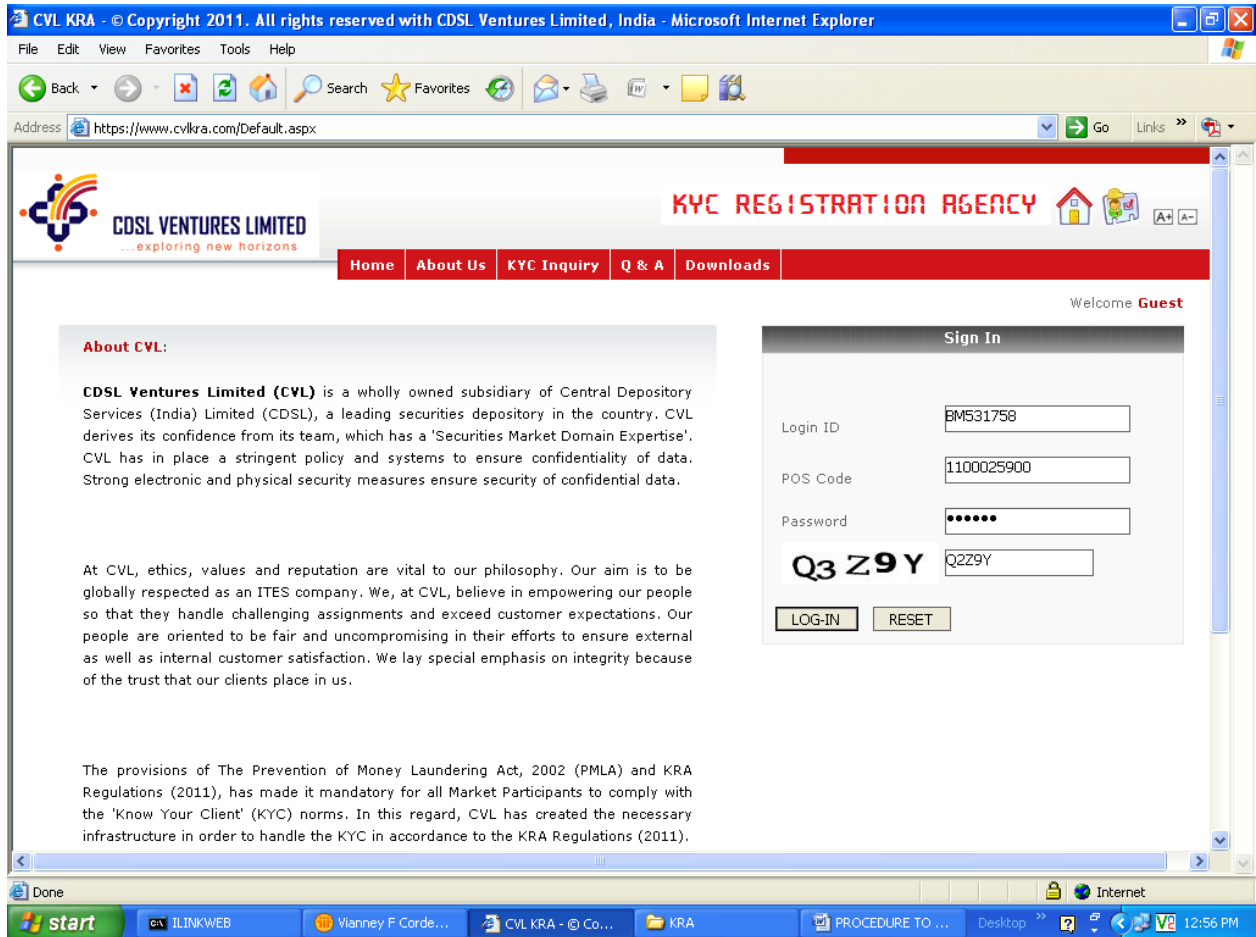 CVL KRA - © Copyright 2011. All rights reserved with CDSL Ventures Limited, India - Microsoft Internet Explorer
File Edit View Favorites Tools Help
Back Search Favorites
Address https://www.cvlkra.com/Default.aspx Go Links »
CDSL VENTURES LIMITED
...exploring new horizons
KYC REGISTRATION AGENCY A+ A-
Home About Us KYC Inquiry Q & A Downloads
Welcome Guest
About CVL:
CDSL Ventures Limited (CVL) is a wholly owned subsidiary of Central Depository
Services (India) Limited (CDSL), a leading securities depository in the country. CVL
derives its confidence from its team, which has a 'Securities Market Domain Expertise'.
CVL has in place a stringent policy and systems to ensure confidentiality of data.
Strong electronic and physical security measures ensure security of confidential data.
At CVL, ethics, values and reputation are vital to our philosophy. Our aim is to be
globally respected as an ITES company. We, at CVL, believe in empowering our people
so that they handle challenging assignments and exceed customer expectations. Our
people are oriented to be fair and uncompromising in their efforts to ensure external
as well as internal customer satisfaction. We lay special emphasis on integrity because
of the trust that our clients place in us.
The provisions of The Prevention of Money Laundering Act, 2002 (PMLA) and KRA
Regulations (2011), has made it mandatory for all Market Participants to comply with
the 'Know Your Client' (KYC) norms. In this regard, CVL has created the necessary
infrastructure in order to handle the KYC in accordance to the KRA Regulations (2011).
Sign In
Login ID BM531758
POS Code 1100025900
Password ••••••
Q3 Z9Y Q2Z9Y
LOG-IN RESET
Done Internet
start ILINKWEB Vianney F Corde... CVL KRA - © Co... KRA PROCEDURE TO ... Desktop » 12:56 PM